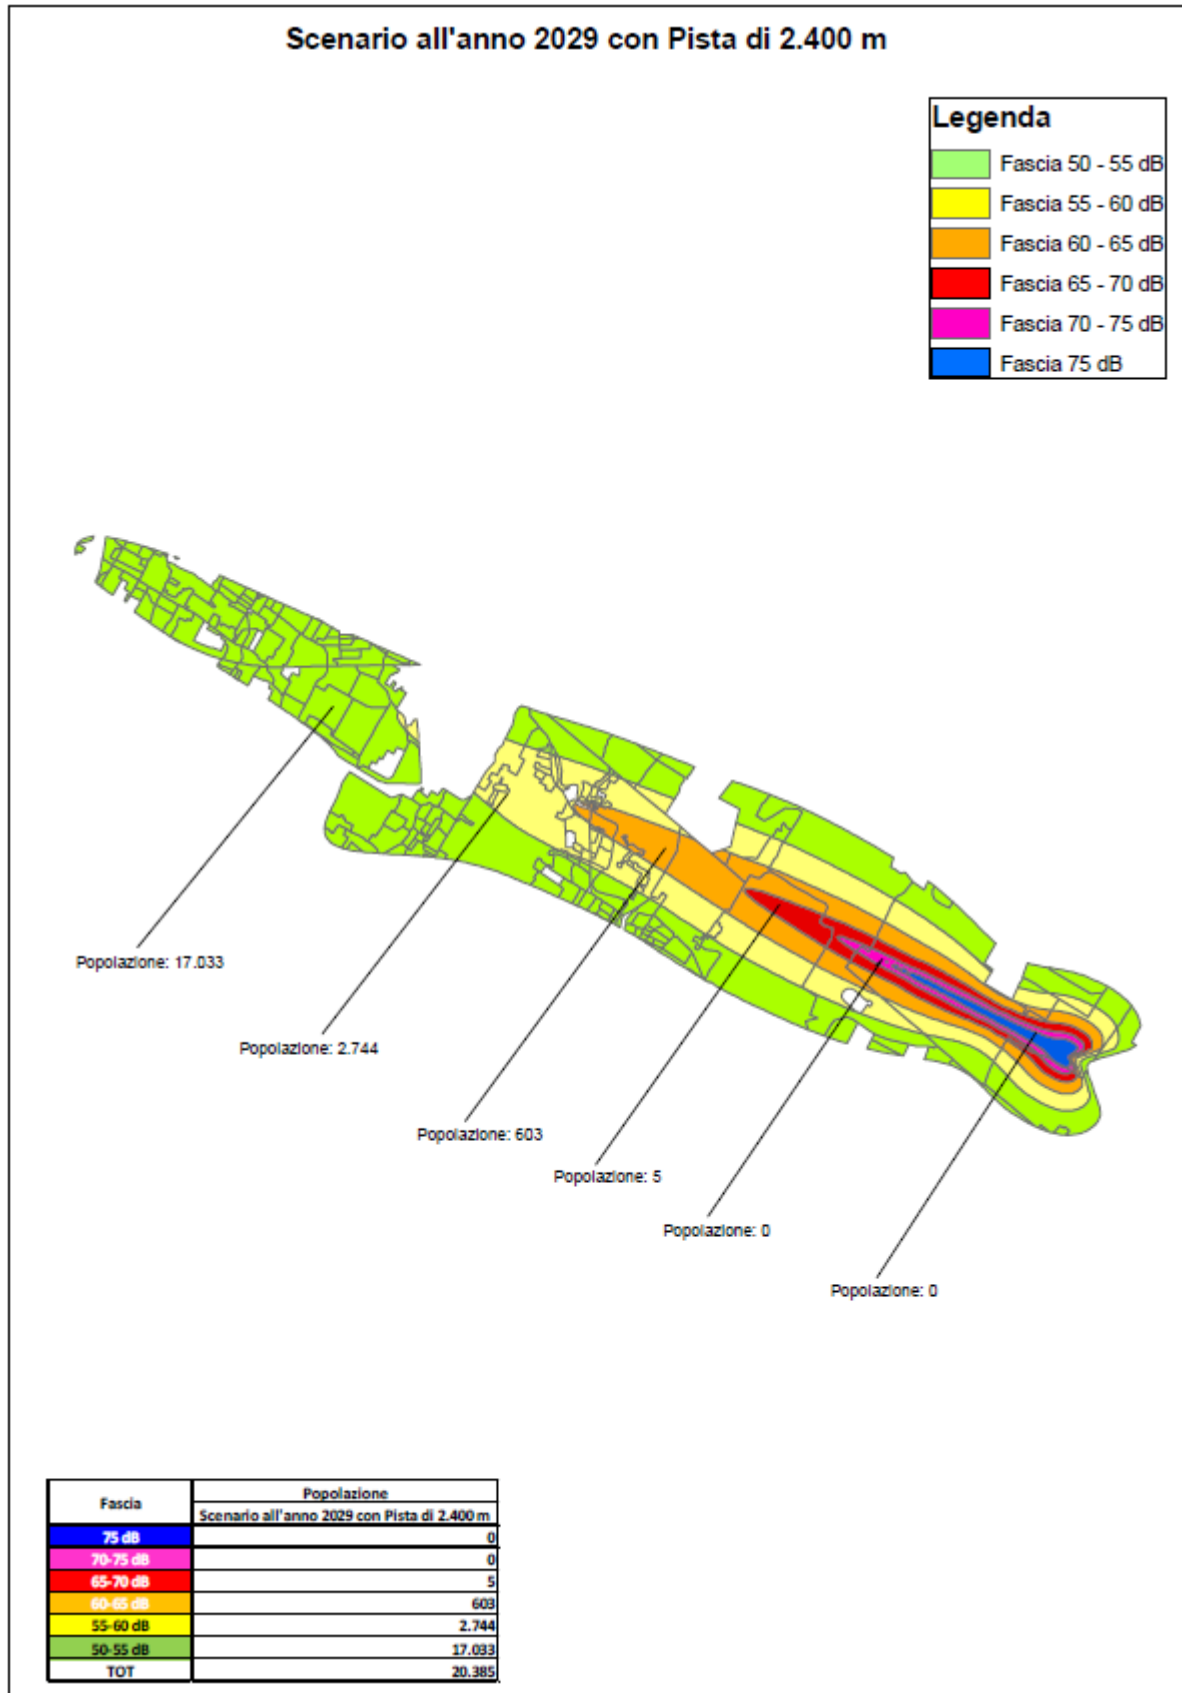 Scenario all'anno 2029 con Pista di 2.400 m
Legenda
Fascia 50 - 55 dB
Fascia 55 - 60 dB
Fascia 60 - 65 dB
Fascia 65 - 70 dB
Fascia 70 - 75 dB
Fascia 75 dB
Popolazione: 17.033
Popolazione: 2.744
Popolazione: 603
Popolazione: 5
Popolazione: 0
Popolazione: 0
Fascia Popolazione
Scenario all'anno 2029 con Pista di 2.400 m
75 dB 0
70-75 dB 0
65-70 dB 5
60-65 dB 603
55-60 dB 2.744
50-55 dB 17.033
TOT 20.385